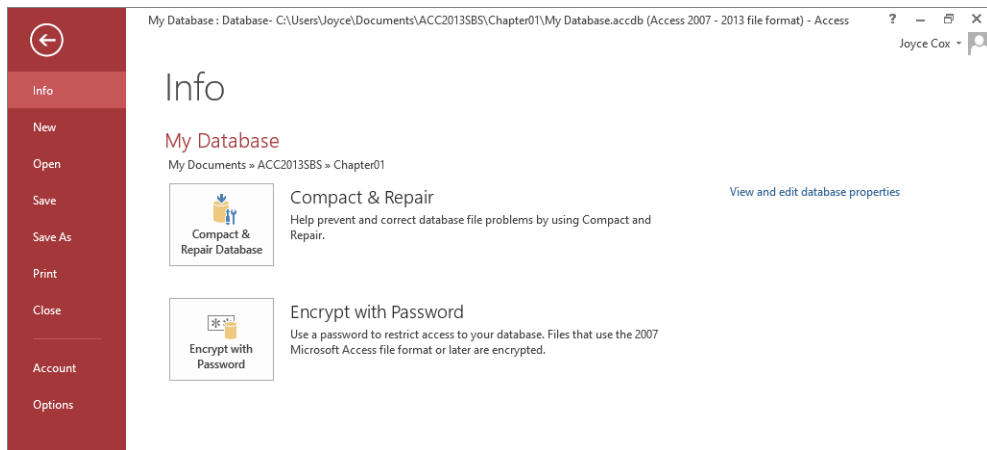 My Database : Database- C:\Users\Joyce\Documents\ACC2013SBS\Chapter01\My Database.accdb (Access 2007 - 2013 file format) - Access
?
Joyce Cox
Info
New
Open
Save
Save As
Print
Close
Account
Options
Info
My Database
My Documents » ACC2013SBS » Chapter01
Compact &
Repair Database
Compact & Repair
Help prevent and correct database file problems by using Compact and
Repair.
View and edit database properties
Encrypt with
Password
Encrypt with Password
Use a password to restrict access to your database. Files that use the 2007
Microsoft Access file format or later are encrypted.